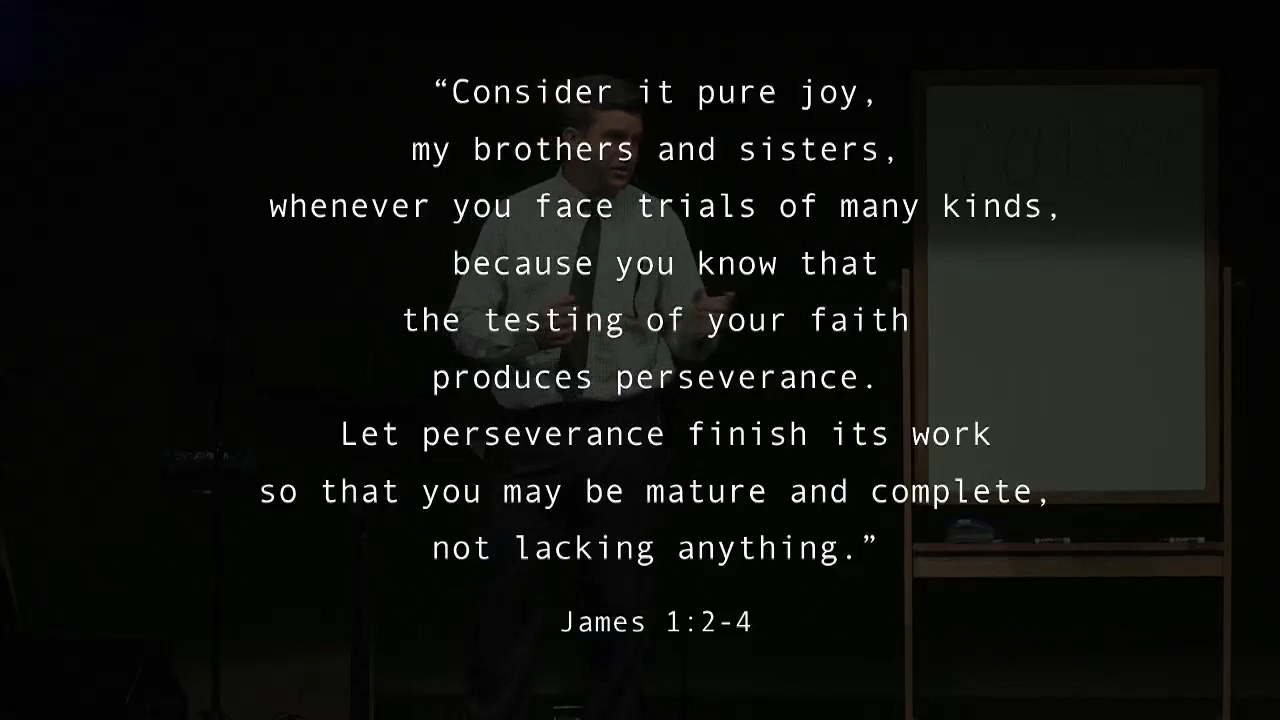 “Consider it pure joy,
my brothers and sisters,
whenever you face trials of many kinds,
because you know that
the testing of your faith
produces perseverance.
Let perseverance finish its work
so that you may be mature and complete,
not lacking anything.”
James 1:2-4